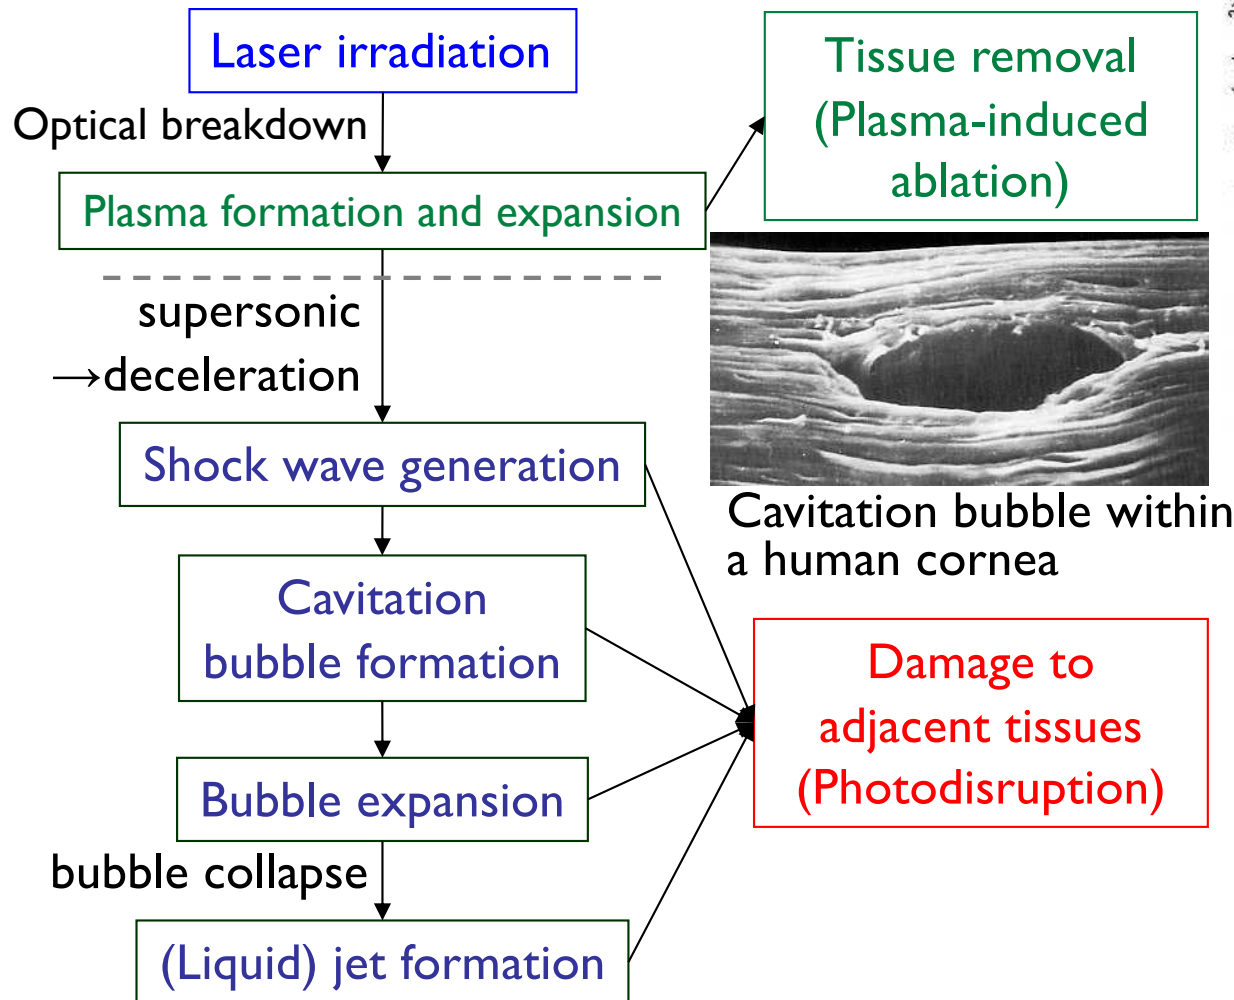 Laser irradiation
Optical breakdown
Plasma formation and expansion
Tissue removal
(Plasma-induced
ablation)
supersonic
→deceleration
Shock wave generation
Cavitation bubble within
a human cornea
Cavitation
bubble formation
Damage to
adjacent tissues
(Photodisruption)
Bubble expansion
bubble collapse
(Liquid) jet formation